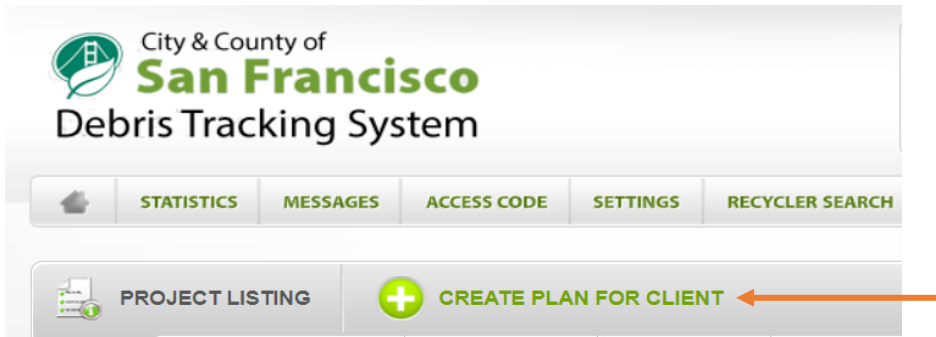 City & County of
San Francisco
Debris Tracking System
STATISTICS MESSAGES ACCESS CODE SETTINGS RECYCLER SEARCH
PROJECT LISTING CREATE PLAN FOR CLIENT